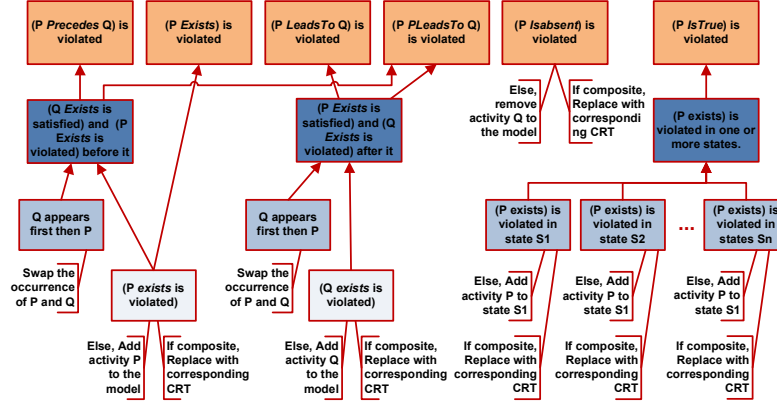 (P Precedes Q) is
violated
(P Exists) is
violated
(P LeadsTo Q) is
violated
(P PLeadsTo Q)
is violated
(P Isabsent) is
violated
(P IsTrue) is
violated
(Q Exists is
satisfied) and (P
Exists is
violated) before it
(P Exists is
satisfied) and (Q
Exists is
violated) after it
Else,
remove
activity Q to
the model
If composite,
Replace with
correspondi
ng CRT
(P exists) is
violated in one or
more states.
Q appears
first then P
Q appears
first then P
(P exists) is
violated in
state S1
(P exists) is
violated in
state S2
...
(P exists) is
violated in
states Sn
Swap the
occurrence
of P and Q
(P exists is
violated)
Swap the
occurrence
of P and Q
(Q exists is
violated)
Else, Add
activity P to
state S1
Else, Add
activity P to
state S1
Else, Add
activity P to
state S1
Else, Add
activity P
to the
model
If composite,
Replace with
corresponding
CRT
Else, Add
activity Q
to the
model
If composite,
Replace with
corresponding
CRT
If composite,
Replace with
corresponding
CRT
If composite,
Replace with
corresponding
CRT
If composite,
Replace with
corresponding
CRT